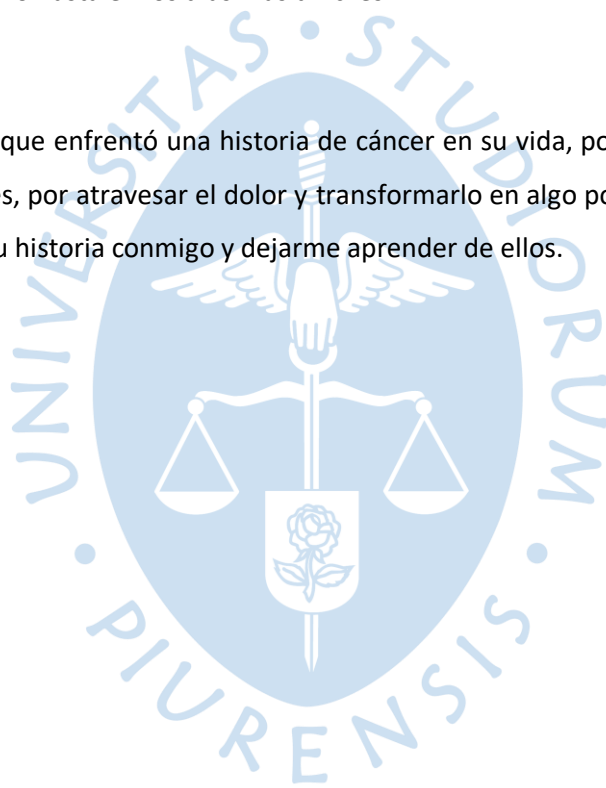 que enfrentó una historia de cáncer en su vida, po
s, por atravesar el dolor y transformarlo en algo po
u historia conmigo y dejarme aprender de ellos.
UNIVERSITAS • STUDIORUM • PIURENSIS •